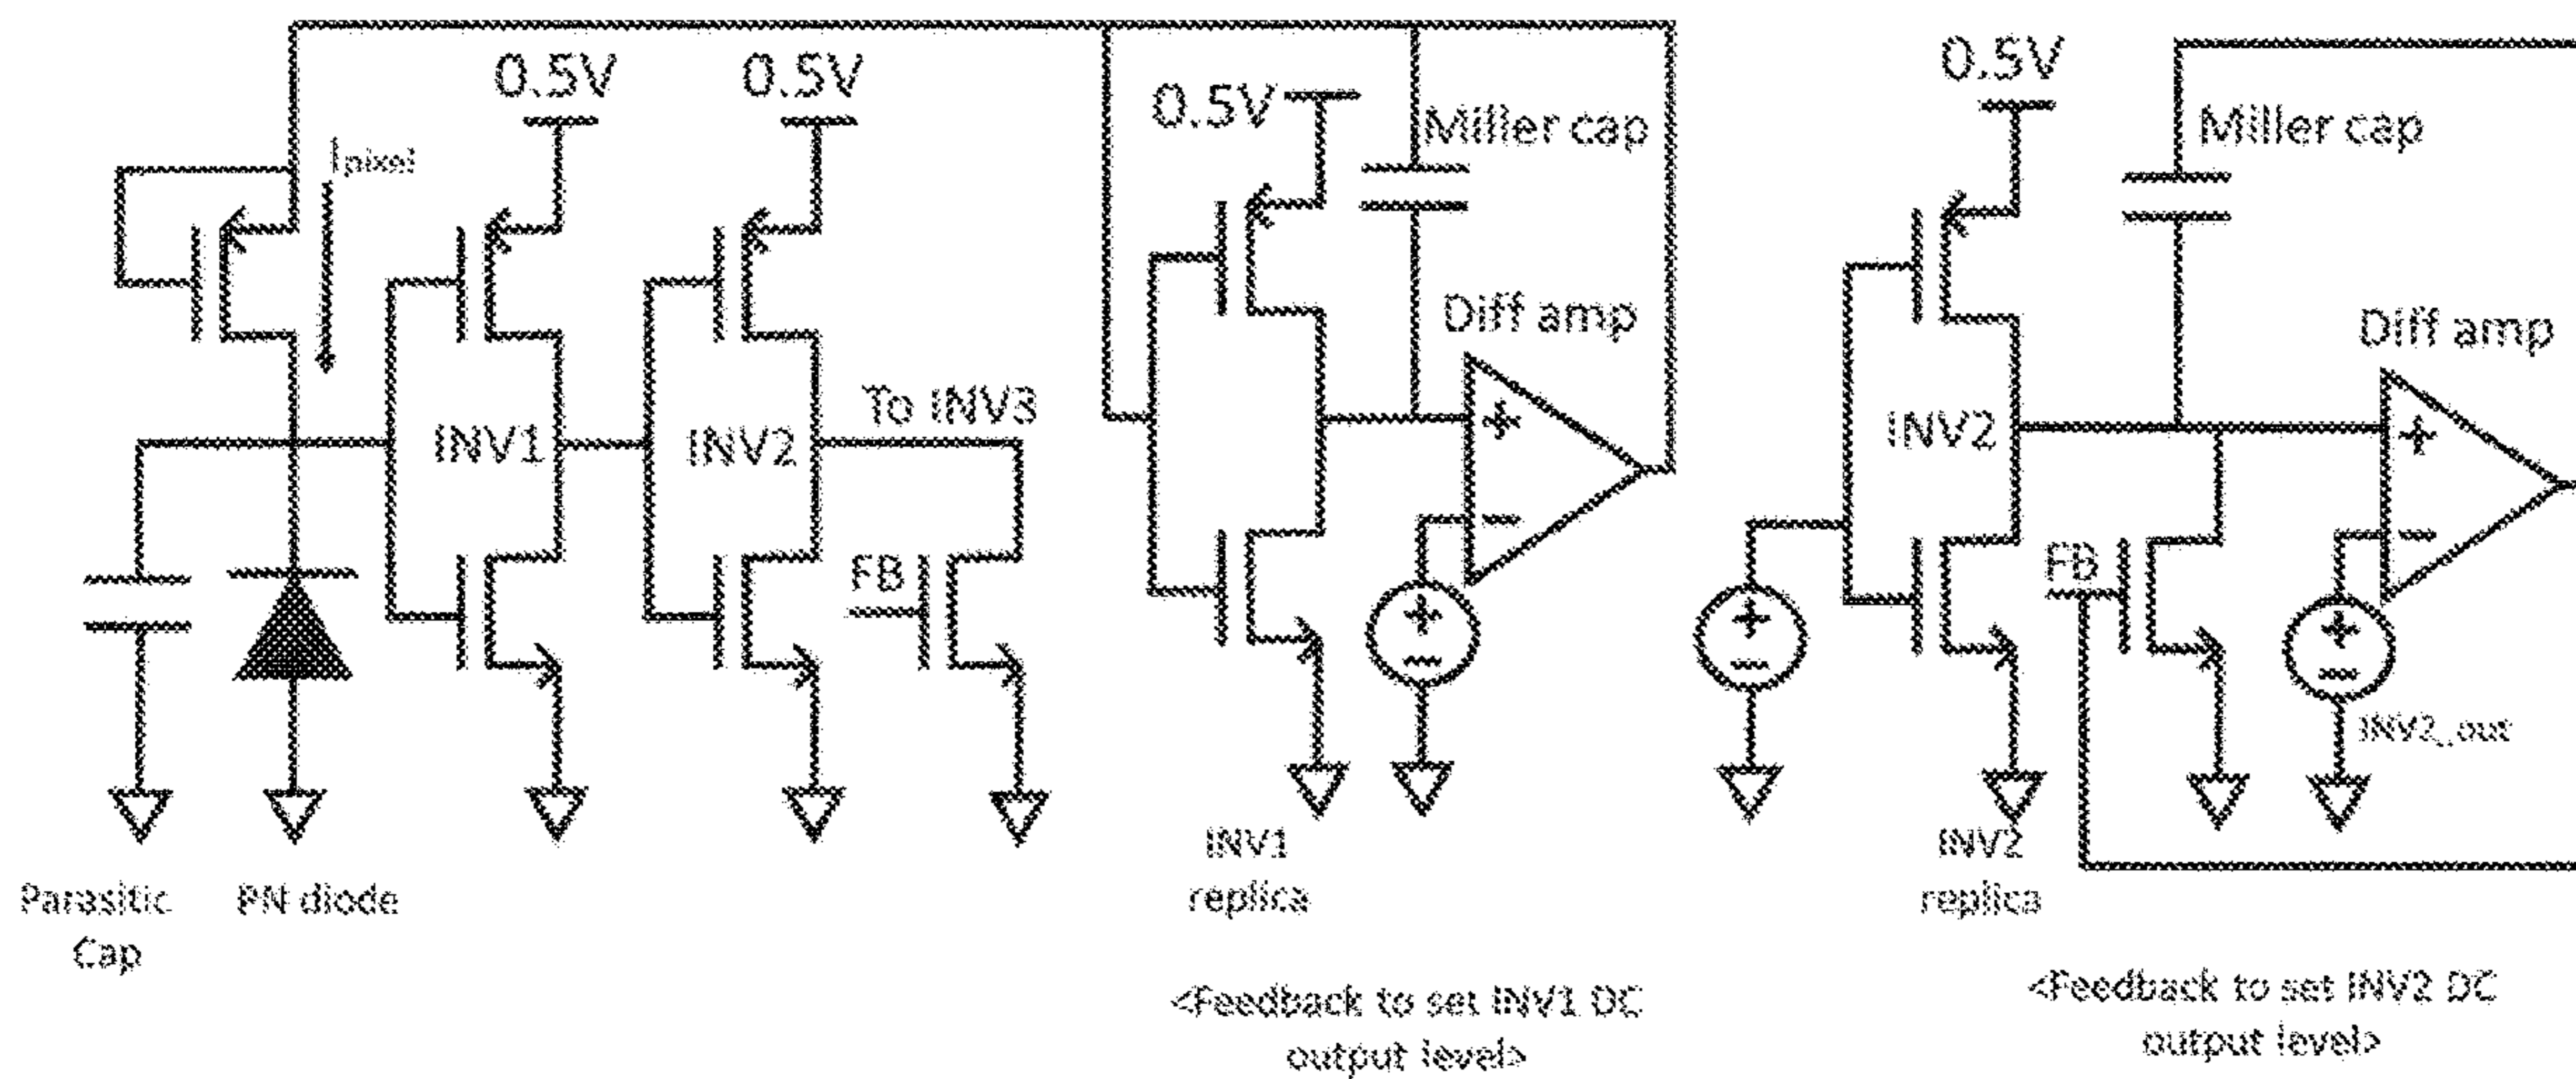 0.5V
0.5V
0.5V
0.5V
Ipixel
Miller cap
Miller cap
Diff amp
Diff amp
To INV3
INV1
INV2
INV2
FB
FB
+
−
+
−
+
−
+
−
+
−
INV2_out
Parasitic
Cap
PN diode
INV1
replica
INV2
replica
<Feedback to set INV1 DC
output level>
<Feedback to set INV2 DC
output level>